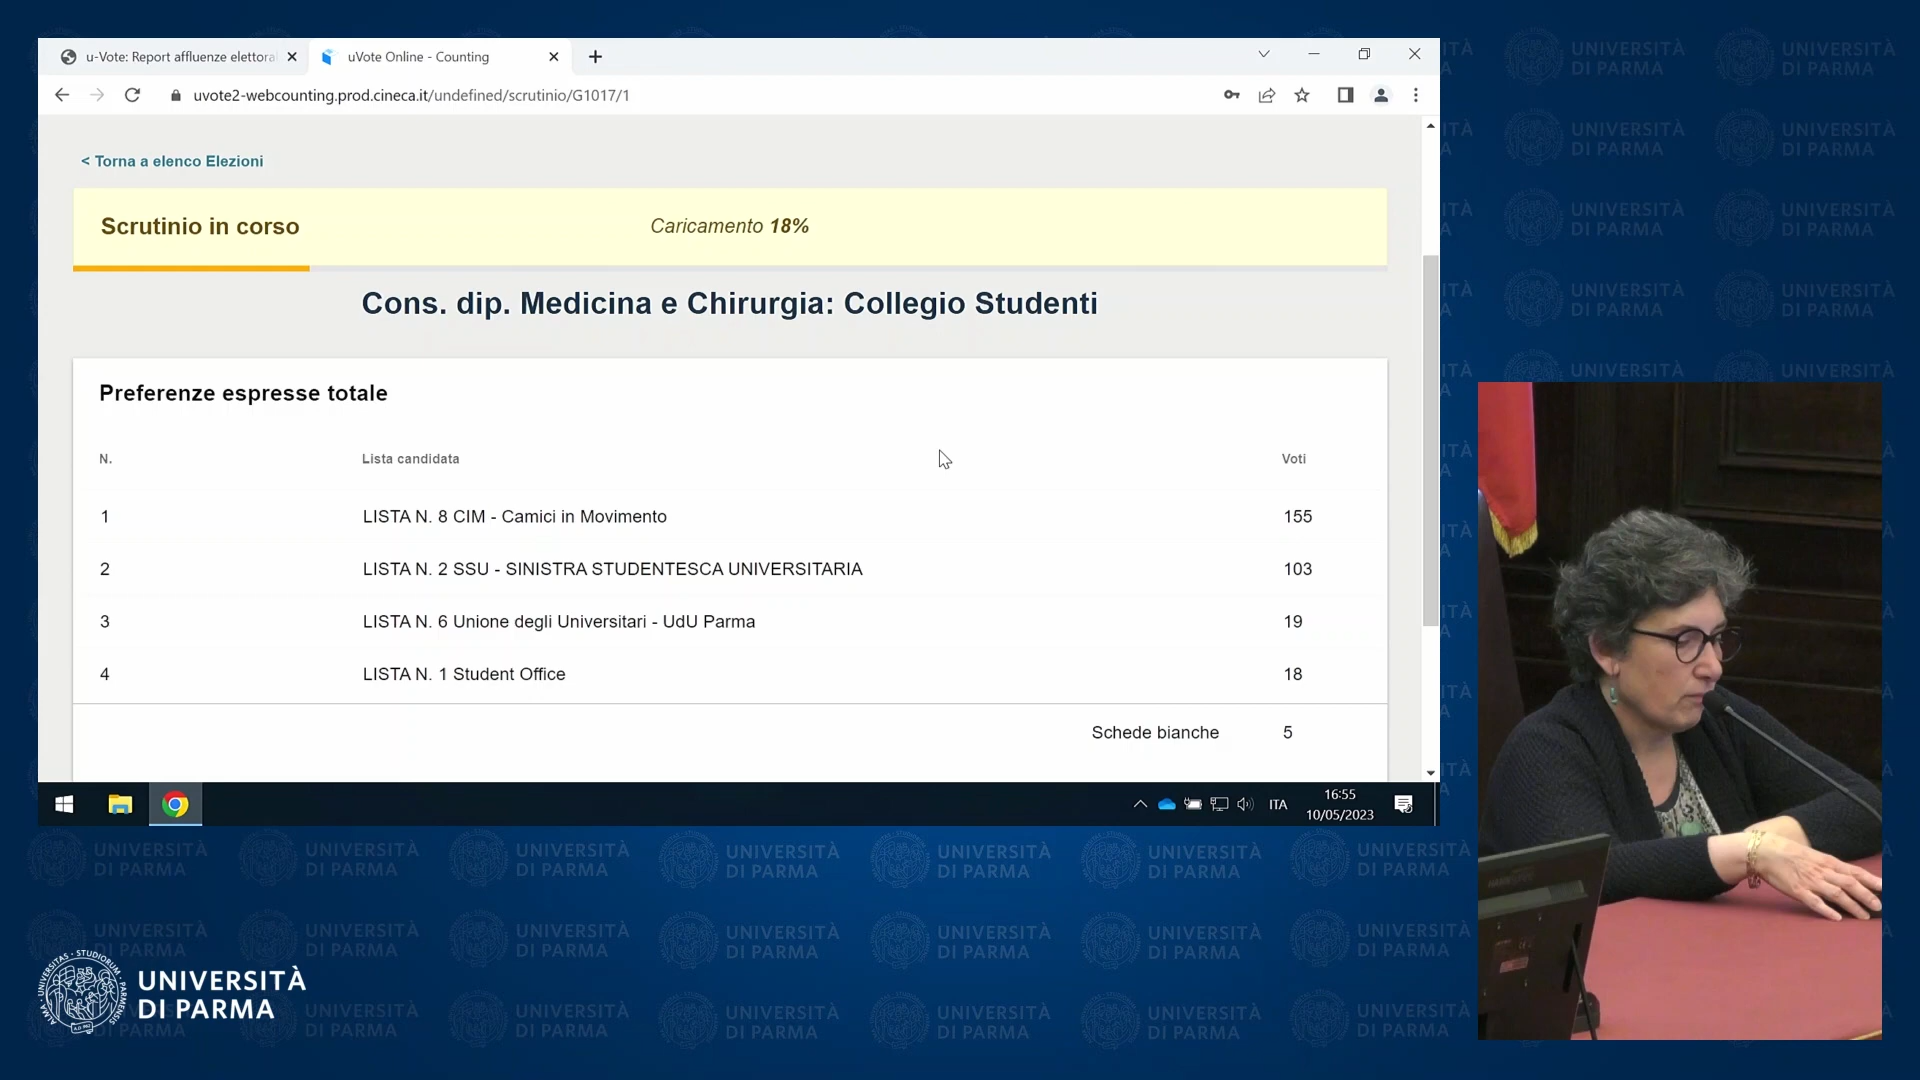 u-Vote: Report affluenze elettora
uVote Online - Counting
uvote2-webcounting.prod.cineca.it/undefined/scrutinio/G1017/1
< Torna a elenco Elezioni
Scrutinio in corso
Caricamento 18%
Cons. dip. Medicina e Chirurgia: Collegio Studenti
Preferenze espresse totale
N. Lista candidata Voti
1 LISTA N. 8 CIM - Camici in Movimento 155
2 LISTA N. 2 SSU - SINISTRA STUDENTESCA UNIVERSITARIA 103
3 LISTA N. 6 Unione degli Universitari - UdU Parma 19
4 LISTA N. 1 Student Office 18
Schede bianche 5
ITA
16:55
10/05/2023
UNIVERSITÀ
DI PARMA